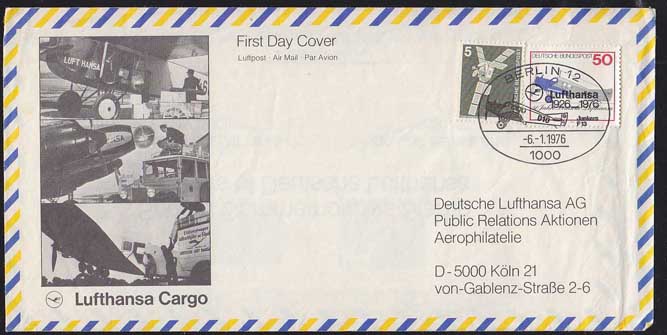 First Day Cover
Luftpost · Air Mail · Par Avion
LUFT HANSA
5
DEUTSCHE BUNDESPOST
50
BERLIN 12
Lufthansa
1926 1976
Junkers
F13
-6.-1.1976
1000
Deutsche Lufthansa AG
Public Relations Aktionen
Aerophilatelie
D-5000 Köln 21
von-Gablenz-Straße 2-6
Lufthansa Cargo